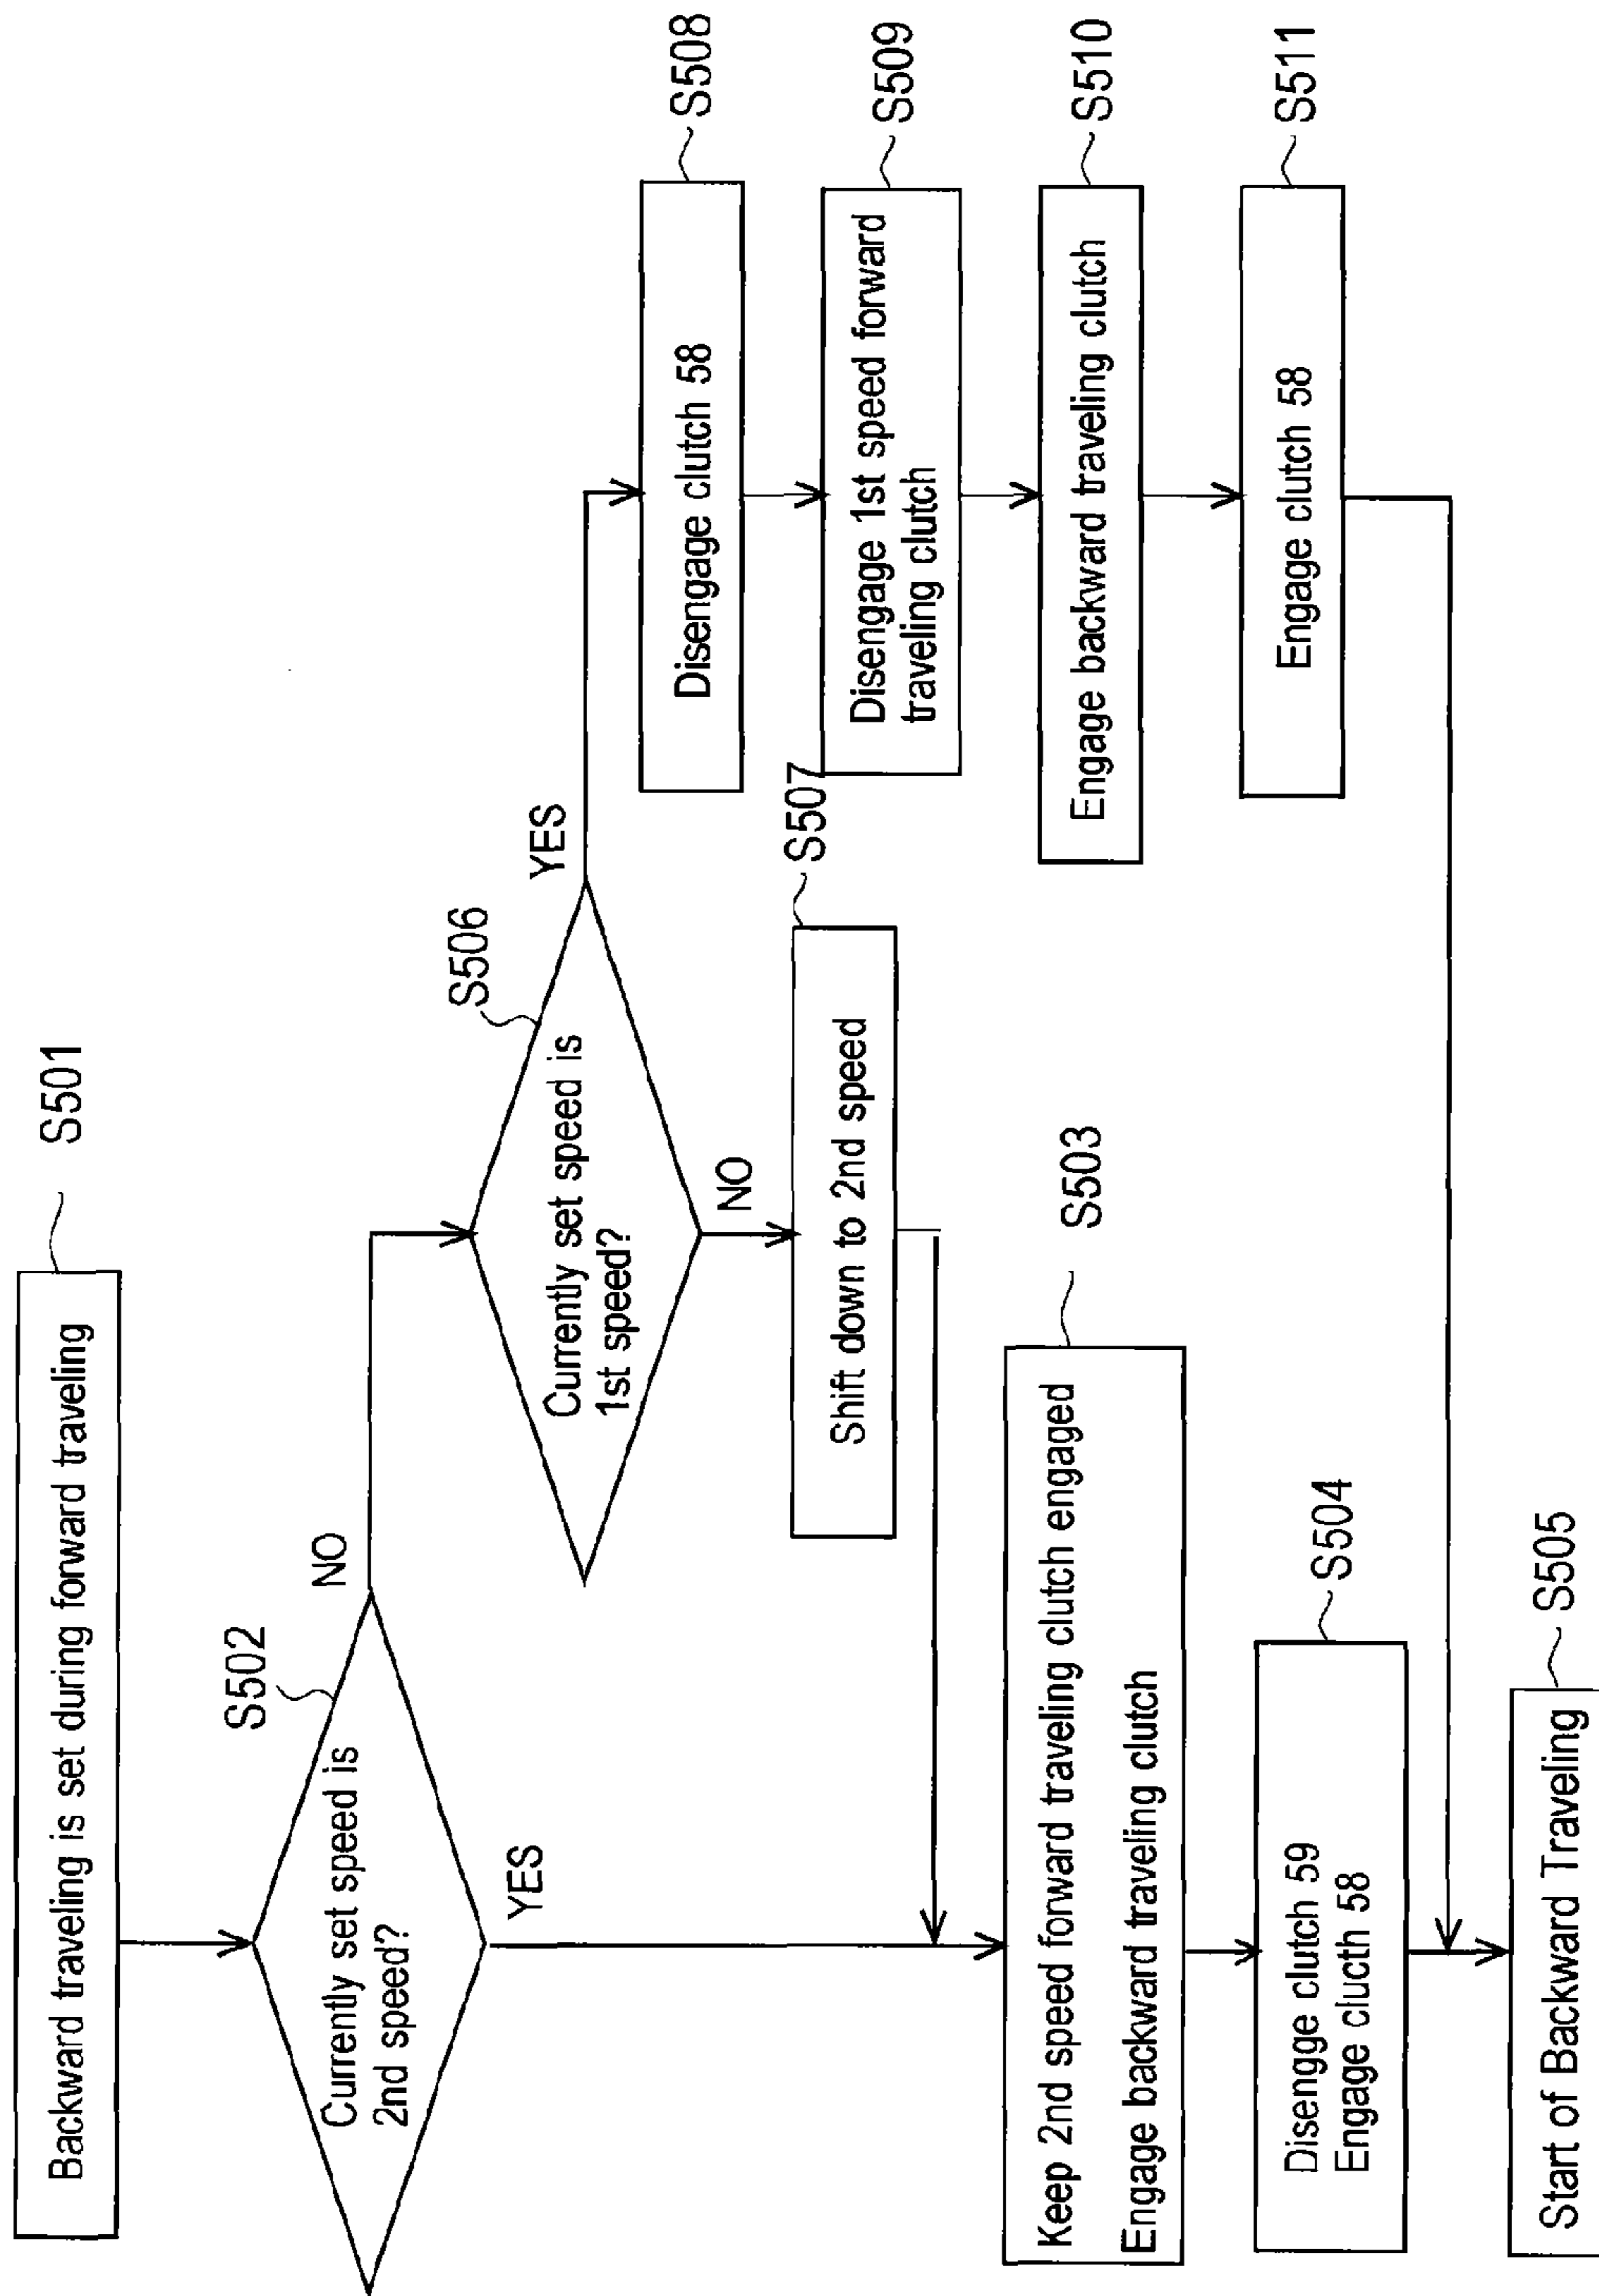 Backward traveling is set during forward traveling
S501
Currently set speed is
2nd speed?
S502
NO
YES
Currently set speed is
1st speed?
S506
YES
NO
Shift down to 2nd speed
S507
Disengage clutch 58
S508
Disengage 1st speed forward
traveling clutch
S509
Engage backward traveling clutch
S510
Engage clutch 58
S511
Keep 2nd speed forward traveling clutch engaged
Engage backward traveling clutch
S503
Disengge clutch 59
Engage clucth 58
S504
Start of Backward Traveling
S505